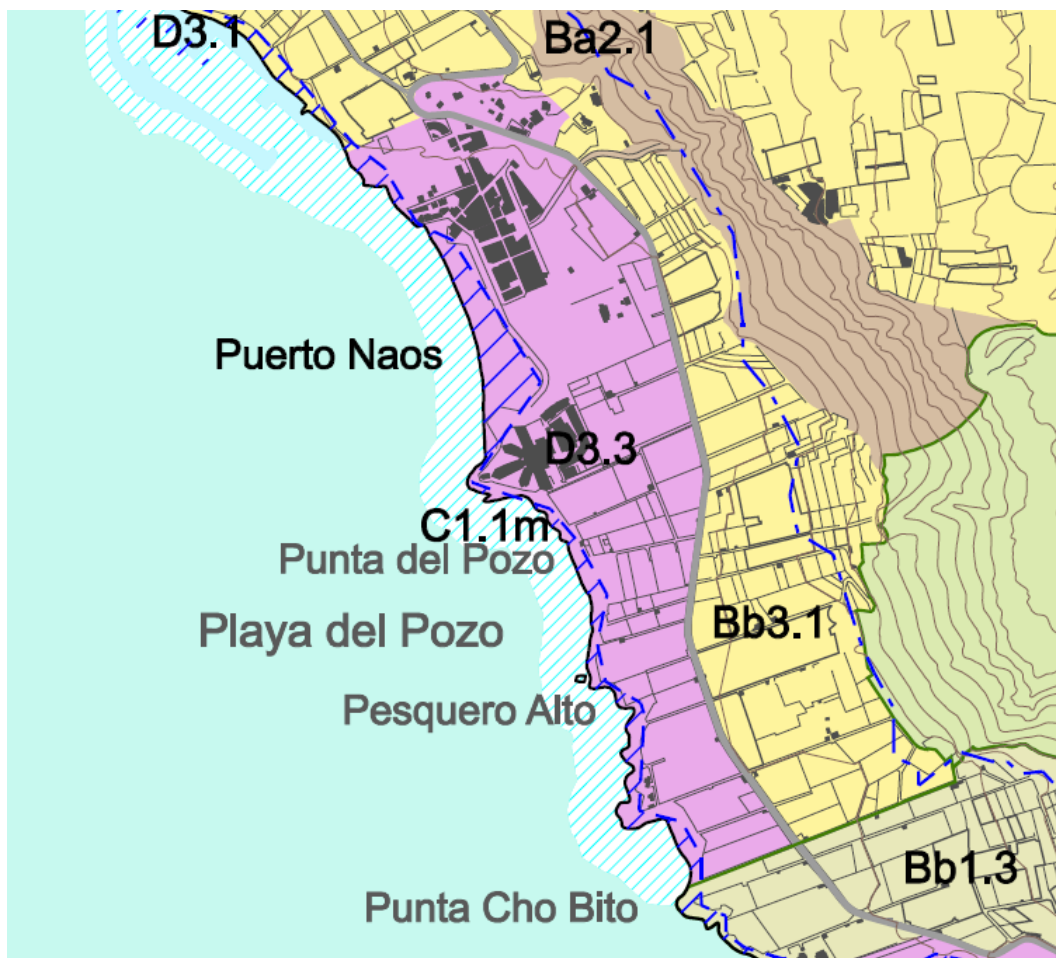 D3.1
Ba2.1
Puerto Naos
D3.3
C1.1m
Punta del Pozo
Playa del Pozo
Bb3.1
Pesquero Alto
Bb1.3
Punta Cho Bito